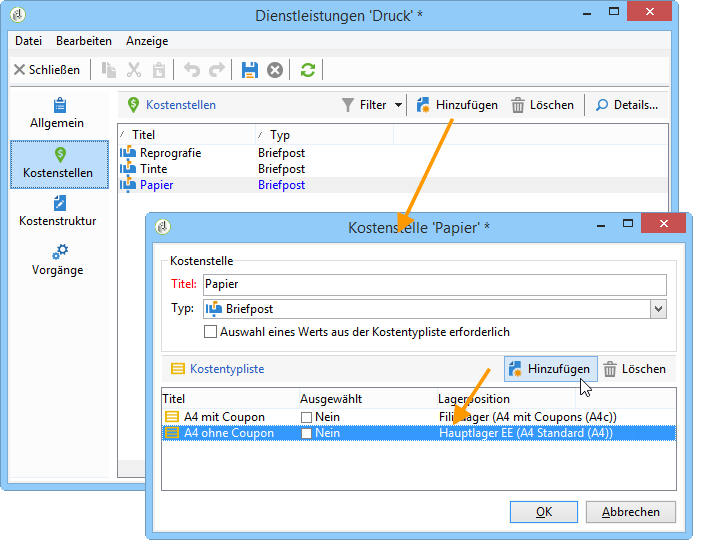 Dienstleistungen 'Druck' *
Datei Bearbeiten Anzeige
Schließen
Allgemein
Kostenstellen
Kostenstruktur
Vorgänge
Kostenstellen Filter Hinzufügen Löschen Details...
Titel Typ
Reprografie Briefpost
Tinte Briefpost
Papier Briefpost
Kostenstelle 'Papier' *
Kostenstelle
Titel: Papier
Typ: Briefpost
Auswahl eines Werts aus der Kostentypliste erforderlich
Kostentypliste Hinzufügen Löschen
Titel Ausgewählt Lagerposition
A4 mit Coupon Nein Filiallager (A4 mit Coupons (A4c))
A4 ohne Coupon Nein Hauptlager EE (A4 Standard (A4))
OK Abbrechen